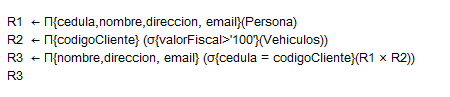 R1 ← Π{cedula,nombre,direccion, email}(Persona)
R2 ← Π{codigoCliente} (σ{valorFiscal>'100'}(Vehiculos))
R3 ← Π{nombre,direccion, email} (σ{cedula = codigoCliente}(R1 × R2))
R3